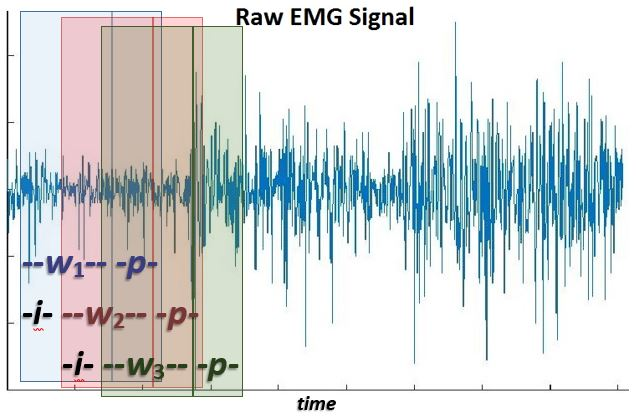 Raw EMG Signal
--w₁-- -p-
-i- --w₂-- -p-
-i- --w₃-- -p-
time